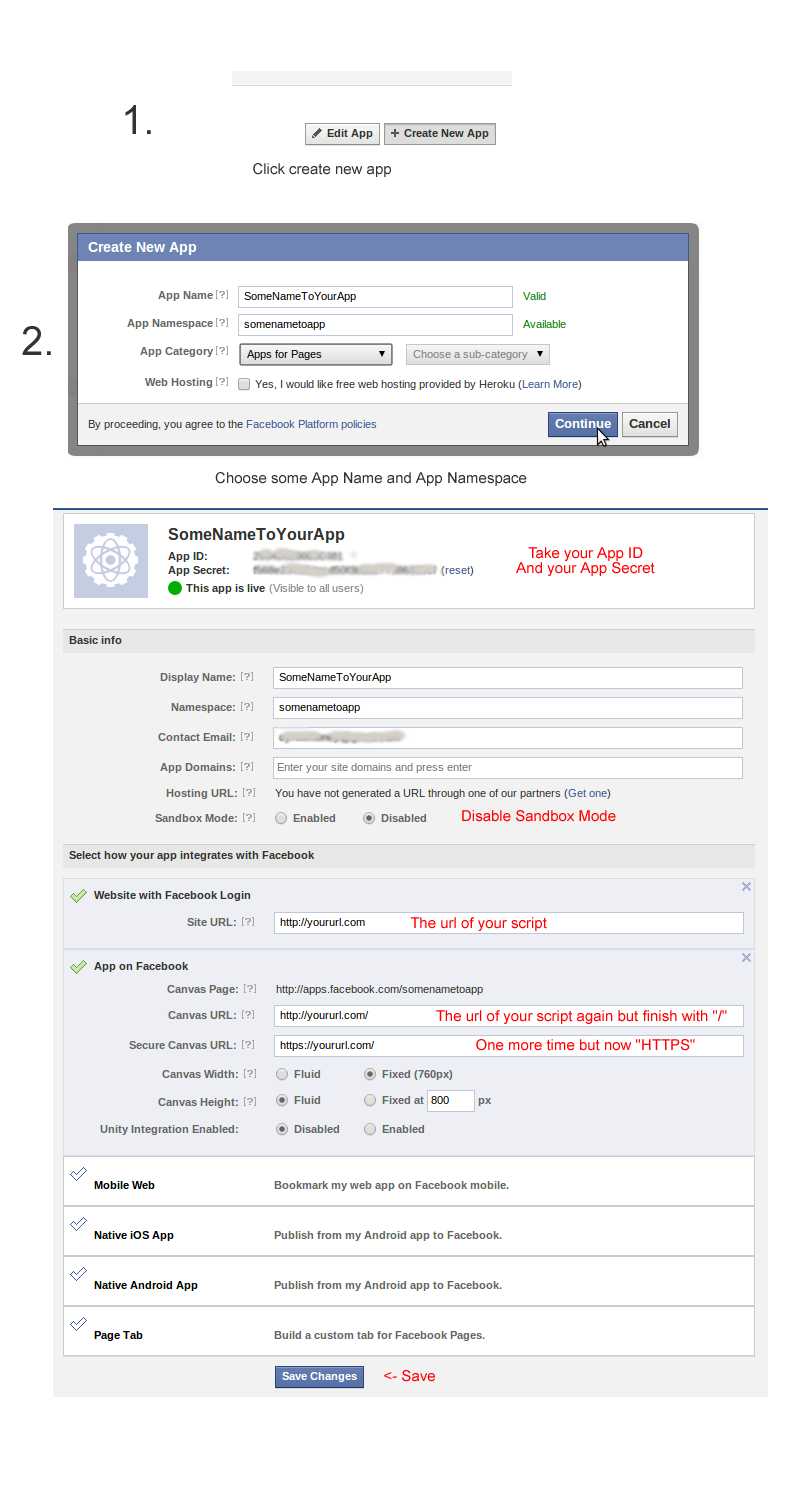 1.
Edit App + Create New App
Click create new app
2.
Create New App
App Name [?] SomeNameToYourApp Valid
App Namespace [?] somenametoapp Available
App Category [?] Apps for Pages Choose a sub-category
Web Hosting [?] Yes, I would like free web hosting provided by Heroku (Learn More)
By proceeding, you agree to the Facebook Platform policies Continue Cancel
Choose some App Name and App Namespace
SomeNameToYourApp
App ID: Take your App ID
App Secret: (reset) And your App Secret
This app is live (Visible to all users)
Basic info
Display Name: [?] SomeNameToYourApp
Namespace: [?] somenametoapp
Contact Email: [?]
App Domains: [?] Enter your site domains and press enter
Hosting URL: [?] You have not generated a URL through one of our partners (Get one)
Sandbox Mode: [?] Enabled Disabled Disable Sandbox Mode
Select how your app integrates with Facebook
Website with Facebook Login
Site URL: [?] http://yoururl.com The url of your script
App on Facebook
Canvas Page: [?] http://apps.facebook.com/somenametoapp
Canvas URL: [?] http://yoururl.com/ The url of your script again but finish with "/"
Secure Canvas URL: [?] https://yoururl.com/ One more time but now "HTTPS"
Canvas Width: [?] Fluid Fixed (760px)
Canvas Height: [?] Fluid Fixed at 800 px
Unity Integration Enabled: Disabled Enabled
Mobile Web Bookmark my web app on Facebook mobile.
Native iOS App Publish from my Android app to Facebook.
Native Android App Publish from my Android app to Facebook.
Page Tab Build a custom tab for Facebook Pages.
Save Changes <- Save